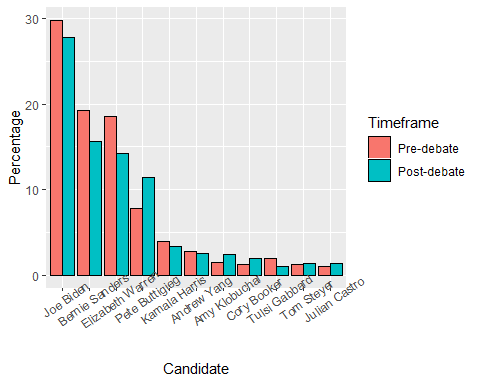 30
20
10
0
Percentage
Joe Biden
Bernie Sanders
Elizabeth Warren
Pete Buttigieg
Kamala Harris
Andrew Yang
Amy Klobuchar
Cory Booker
Tulsi Gabbard
Tom Steyer
Julian Castro
Candidate
Timeframe
Pre-debate
Post-debate